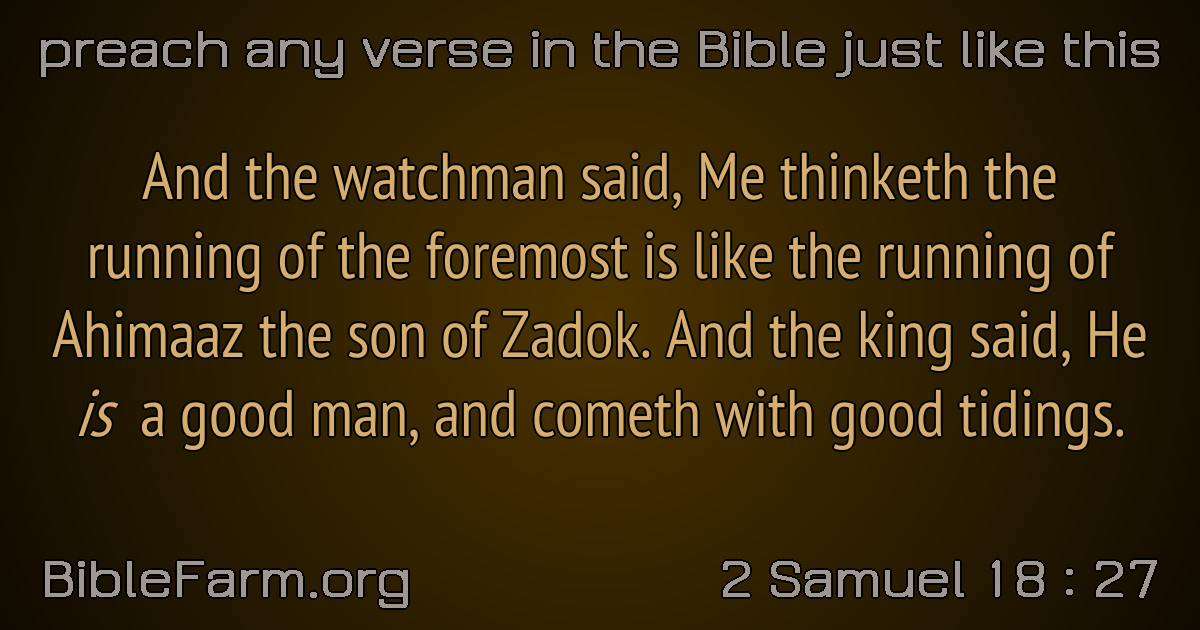 preach any verse in the Bible just like this
And the watchman said, Me thinketh the
running of the foremost is like the running of
Ahimaaz the son of Zadok. And the king said, He
is a good man, and cometh with good tidings.
BibleFarm.org
2 Samuel 18 : 27